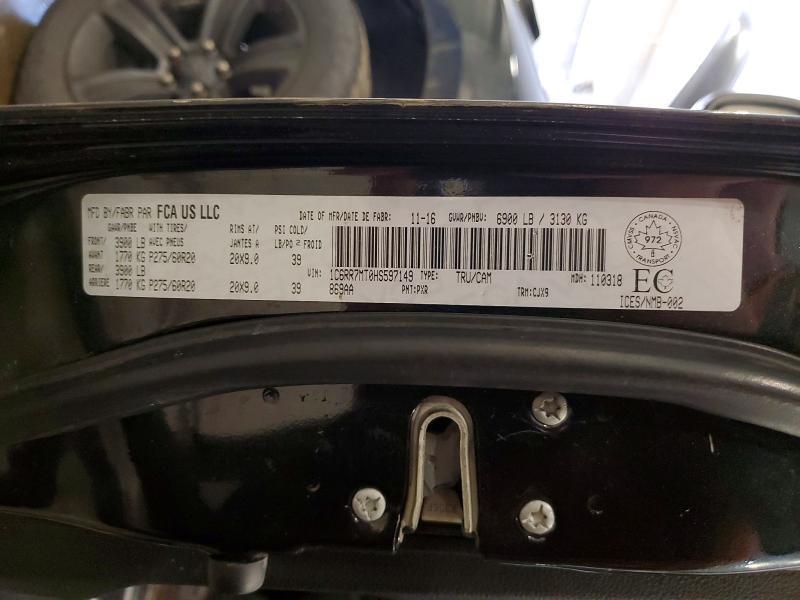 MFD BY/FABR PAR FCA US LLC DATE OF MFR/DATE DE FABR: 11-16 GVWR/PNBV: 6900 LB / 3130 KG
GAWR/PNBE WITH TIRES/ RIMS AT/ PSI COLD/
FRONT/ 3900 LB AVEC PNEUS JANTES A LB/PO 2 FROID
AVANT 1770 KG P275/60R20 20X9.0 39
REAR/ 3900 LB VIN: 1C6RR7MT0HS597149 TYPE: TRU/CAM MDH: 110318
ARRIERE 1770 KG P275/60R20 20X9.0 39 869AA PNT:PXR TRM:CJX9
CANADA
CMVSS NSVAC
972
TRANSPORT
EC
ICES/NMB-002